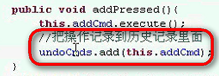 public void addPressed(){
this.addCmd.execute();
//把操作记录到历史记录里面
undoCmds.add(this.addCmd);